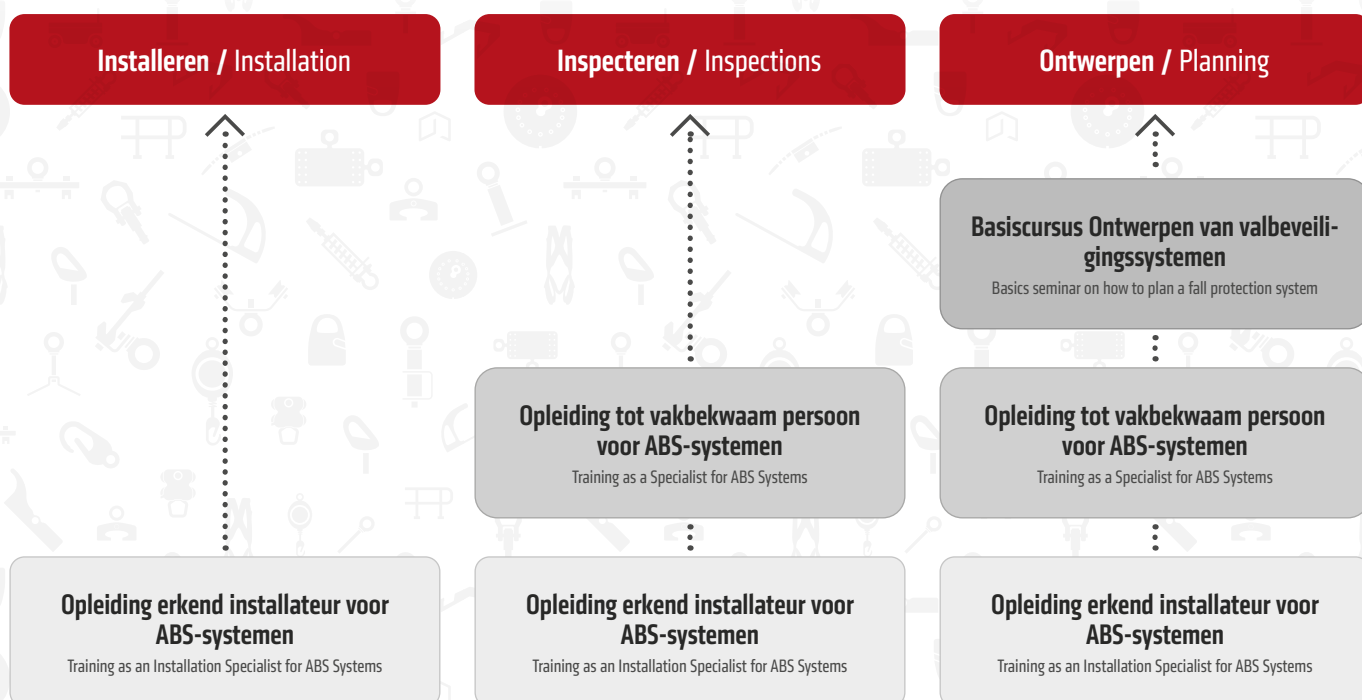 Installeren / Installation
Inspecteren / Inspections
Ontwerpen / Planning
Basiscursus Ontwerpen van valbeveili-
gingssystemen
Basics seminar on how to plan a fall protection system
Opleiding tot vakbekwaam persoon
voor ABS-systemen
Training as a Specialist for ABS Systems
Opleiding tot vakbekwaam persoon
voor ABS-systemen
Training as a Specialist for ABS Systems
Opleiding erkend installateur voor
ABS-systemen
Training as an Installation Specialist for ABS Systems
Opleiding erkend installateur voor
ABS-systemen
Training as an Installation Specialist for ABS Systems
Opleiding erkend installateur voor
ABS-systemen
Training as an Installation Specialist for ABS Systems